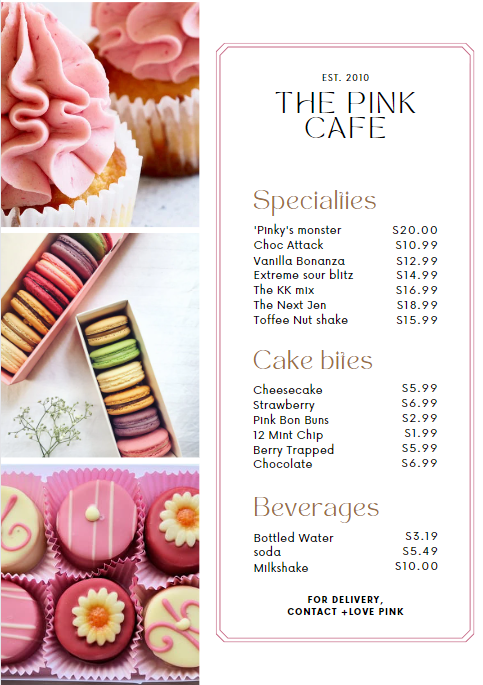 EST. 2010
THE PINK
CAFE
Specialties
'Pinky's monster $20.00
Choc Attack $10.99
Vanilla Bonanza $12.99
Extreme sour blitz $14.99
The KK mix $16.99
The Next Jen $18.99
Toffee Nut shake $15.99
Cake bites
Cheesecake $5.99
Strawberry $6.99
Pink Bon Buns $2.99
12 Mint Chip $1.99
Berry Trapped $5.99
Chocolate $6.99
Beverages
Bottled Water $3.19
soda $5.49
Milkshake $10.00
FOR DELIVERY,
CONTACT +LOVE PINK